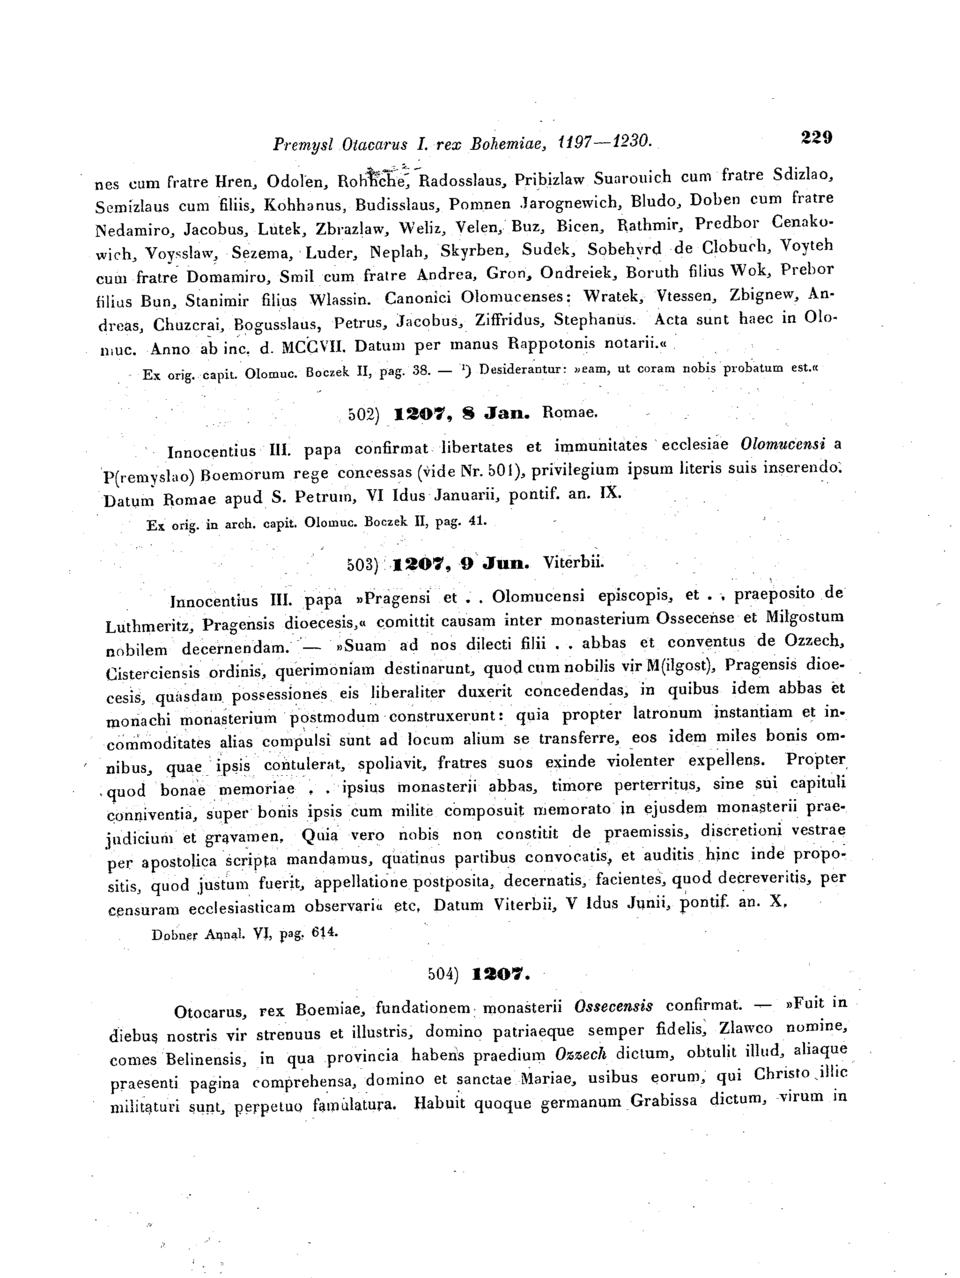 Premysl Otacarus I. rex Bohemiae, 1197—1230. 229
nes cum fratre Hren, Odolen, Radosslaus, Pribizlaw Suarouich cum fratre Sdizlao,
Semizlaus cum filiis, Kohhanus, Budisslaus, Pomnen Jarognewich, Bludo, Doben cum fratre
Nedamiro, Jacobus, Lutek, Zbrazlaw, Weliz, Velen, Buz, Bicen, Rathmir, Predbor Cenako-
wich, Voysslaw, Sezema, Luder, Neplah, Skyrben, Sudek, Sobehyrd de Cloburh, Voyteh
cum fratre Domamiro, Smil cum fratre Andrea, Gron, Ondreiek, Boruth filius Wok, Prebor
filius Bun, Stanimir filius Wlassin. Canonici Olomucenses: Wratek, Vtessen, Zbignew, An-
dreas, Chuzcrai, Bogusslaus, Petrus, Jacobus, Ziffridus, Stephanus. Acta sunt haec in Olo-
muc. Anno ab inc. d. MCCVII. Datum per manus Rappotonis notarii.«
Ex orig. capit. Olomuc. Boczek II, pag. 38. — ¹) Desiderantur: »eam, ut coram nobis probatum est.«
502) 1207, 8 Jan. Romae.
Innocentius III. papa confirmat libertates et immunitates ecclesiae Olomucensi a
P(remyslao) Boemorum rege concessas (vide Nr. 501), privilegium ipsum literis suis inserendo.
Datum Romae apud S. Petrum, VI Idus Januarii, pontif. an. IX.
Ex orig. in arch. capit. Olomuc. Boczek II, pag. 41.
503) 1207, 9 Jun. Viterbii.
Innocentius III. papa »Pragensi et . . Olomucensi episcopis, et . . praeposito de
Luthmeritz, Pragensis dioecesis,« comittit causam inter monasterium Ossecense et Milgostum
nobilem decernendam. — »Suam ad nos dilecti filii . . abbas et conventus de Ozzech,
Cisterciensis ordinis, querimoniam destinarunt, quod cum nobilis vir M(ilgost), Pragensis dioe-
cesis, quasdam possessiones eis liberaliter duxerit concedendas, in quibus idem abbas et
monachi monasterium postmodum construxerunt: quia propter latronum instantiam et in-
commoditates alias compulsi sunt ad locum alium se transferre, eos idem miles bonis om-
nibus, quae ipsis contulerat, spoliavit, fratres suos exinde violenter expellens. Propter
quod bonae memoriae . . ipsius monasterii abbas, timore perterritus, sine sui capituli
conniventia, super bonis ipsis cum milite composuit memorato in ejusdem monasterii prae-
judicium et gravamen. Quia vero nobis non constitit de praemissis, discretioni vestrae
per apostolica scripta mandamus, quatinus partibus convocatis, et auditis hinc inde propo-
sitis, quod justum fuerit, appellatione postposita, decernatis, facientes, quod decreveritis, per
censuram ecclesiasticam observari« etc. Datum Viterbii, V Idus Junii, pontif. an. X.
Dobner Annal. VI, pag. 614.
504) 1207.
Otocarus, rex Boemiae, fundationem monasterii Ossecensis confirmat. — »Fuit in
diebus nostris vir strenuus et illustris, domino patriaeque semper fidelis, Zlawco nomine,
comes Belinensis, in qua provincia habens praedium Ozzech dictum, obtulit illud, aliaque
praesenti pagina comprehensa, domino et sanctae Mariae, usibus eorum, qui Christo illic
militaturi sunt, perpetuo famulatura. Habuit quoque germanum Grabissa dictum, virum in